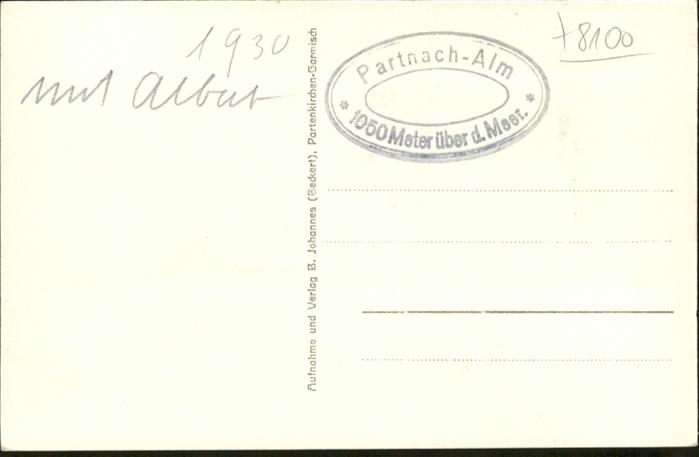 1930
mit Albert
Aufnahme und Verlag B. Johannes (Beckert), Partenkirchen-Garmisch
Partnach-Alm
* 1050 Meter über d. Meer. *
+8100